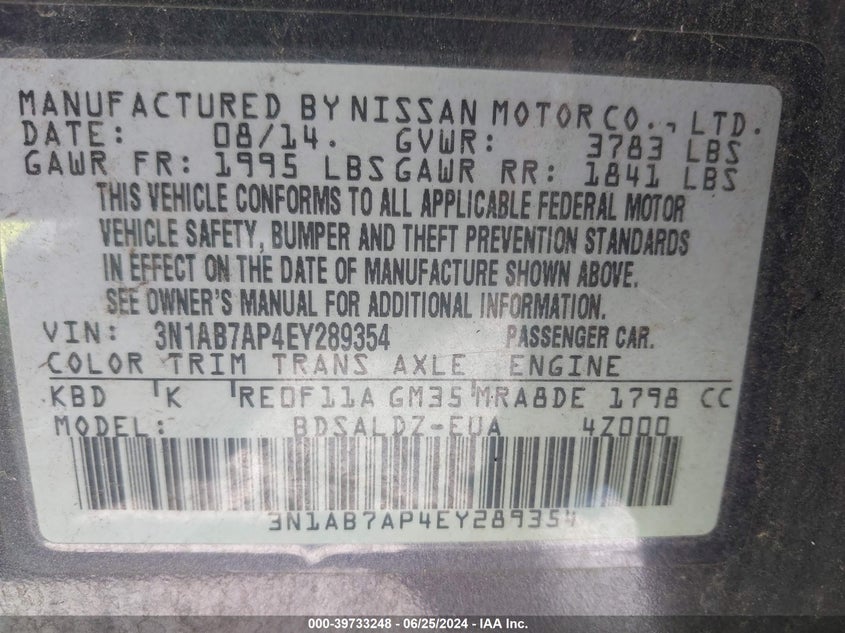 MANUFACTURED BY NISSAN MOTOR CO., LTD.
DATE: 08/14. GVWR: 3783 LBS
GAWR FR: 1995 LBS GAWR RR: 1841 LBS
THIS VEHICLE CONFORMS TO ALL APPLICABLE FEDERAL MOTOR
VEHICLE SAFETY, BUMPER AND THEFT PREVENTION STANDARDS
IN EFFECT ON THE DATE OF MANUFACTURE SHOWN ABOVE.
SEE OWNER'S MANUAL FOR ADDITIONAL INFORMATION.
VIN: 3N1AB7AP4EY289354 PASSENGER CAR.
COLOR TRIM TRANS AXLE ENGINE
KBD K RE0F11A GM35 MRA8DE 1798 CC
MODEL: BDSALDZ-EUA 4Z000
3N1AB7AP4EY289354
000-39733248 - 06/25/2024 - IAA Inc.